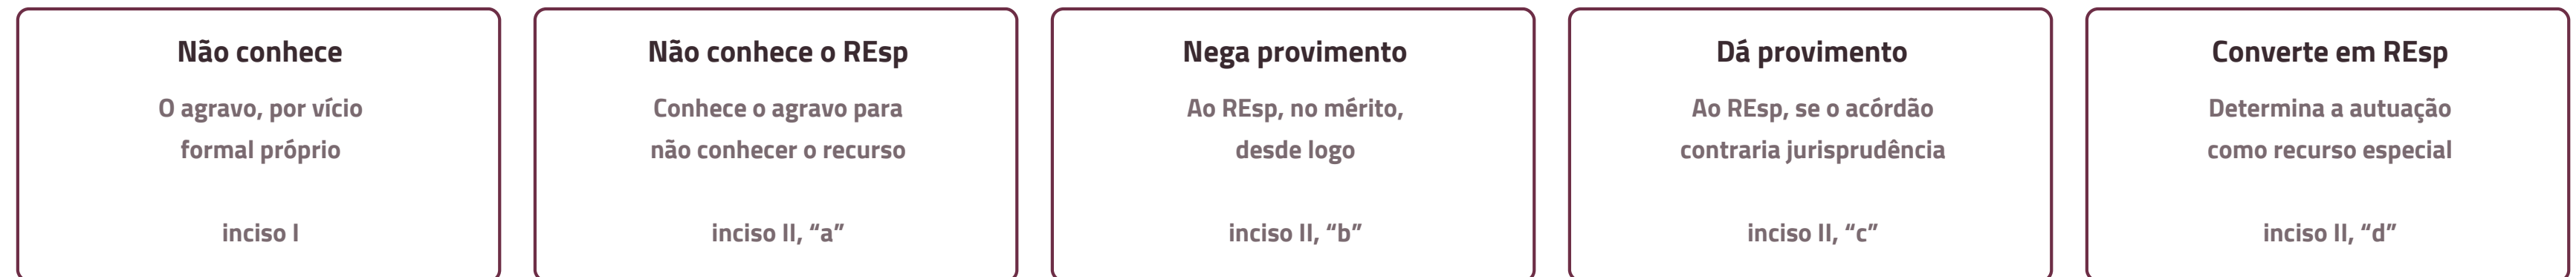 Não conhece
O agravo, por vício
formal próprio
inciso I
Não conhece o REsp
Conhece o agravo para
não conhecer o recurso
inciso II, “a”
Nega provimento
Ao REsp, no mérito,
desde logo
inciso II, “b”
Dá provimento
Ao REsp, se o acórdão
contraria jurisprudência
inciso II, “c”
Converte em REsp
Determina a autuação
como recurso especial
inciso II, “d”